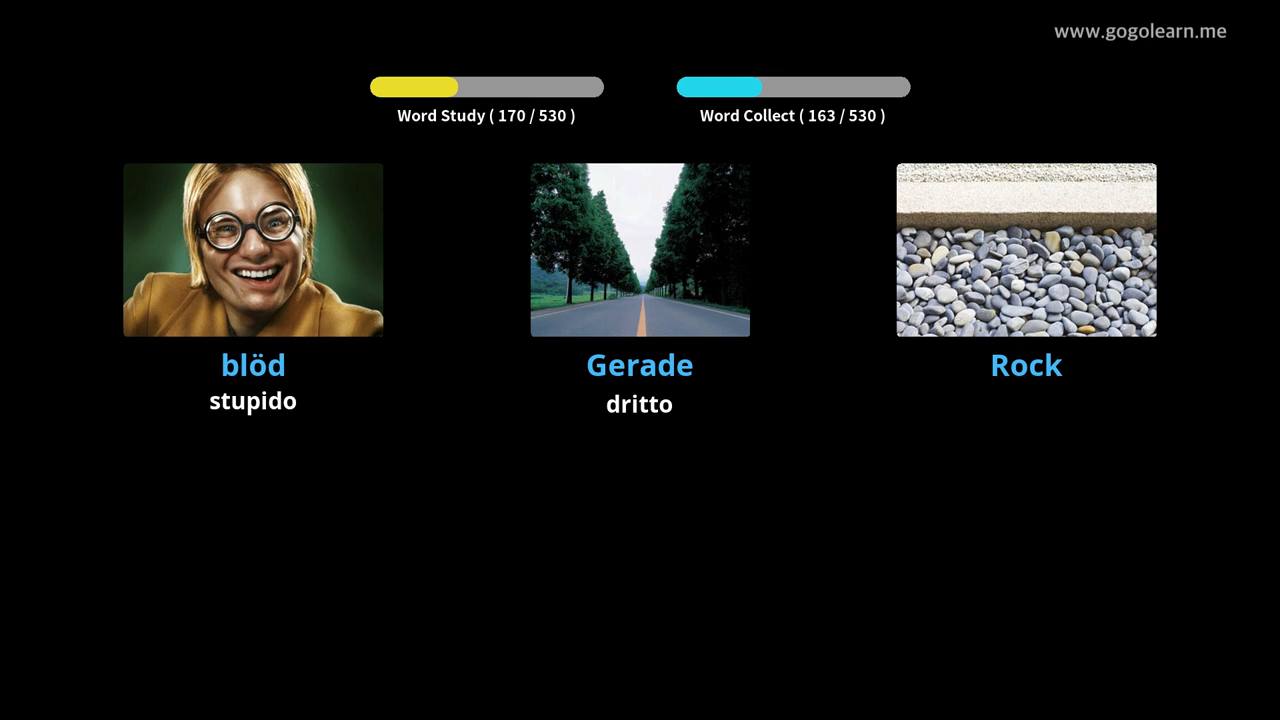 www.gogolearn.me
Word Study ( 170 / 530 )
Word Collect ( 163 / 530 )
blöd
stupido
Gerade
dritto
Rock